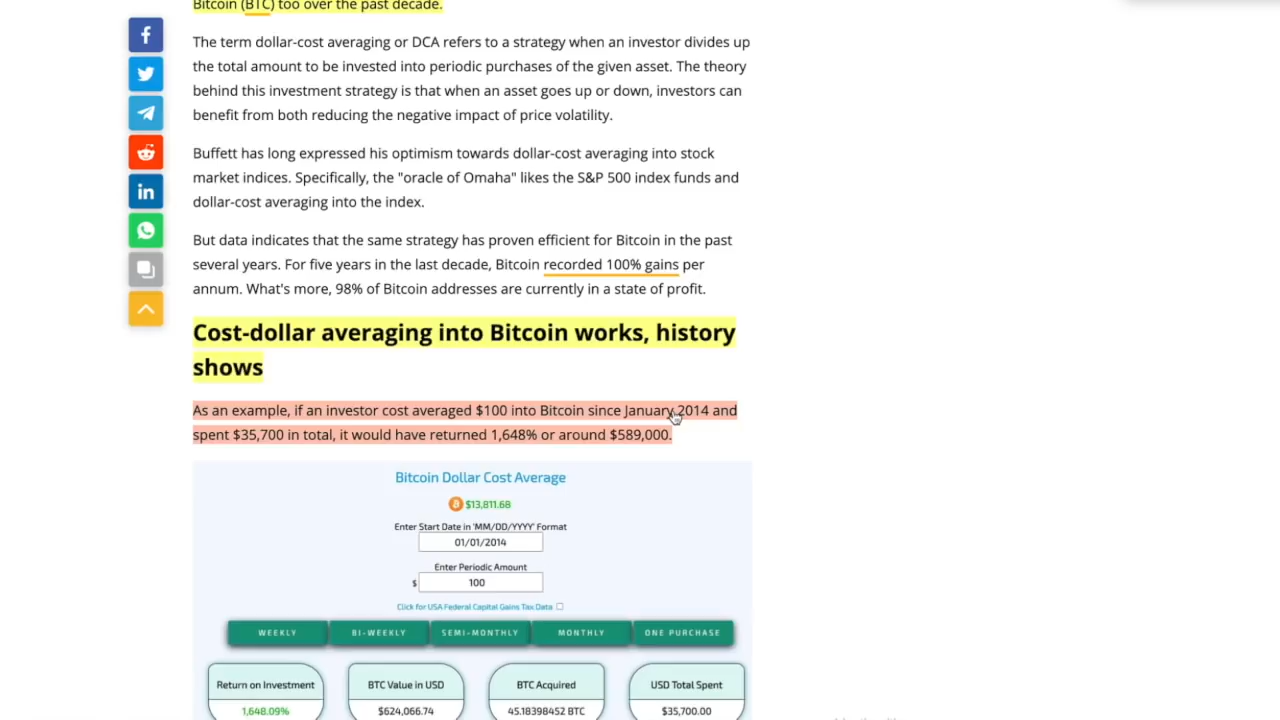 Bitcoin (BTC) too over the past decade.
The term dollar-cost averaging or DCA refers to a strategy when an investor divides up
the total amount to be invested into periodic purchases of the given asset. The theory
behind this investment strategy is that when an asset goes up or down, investors can
benefit from both reducing the negative impact of price volatility.
Buffett has long expressed his optimism towards dollar-cost averaging into stock
market indices. Specifically, the "oracle of Omaha" likes the S&P 500 index funds and
dollar-cost averaging into the index.
But data indicates that the same strategy has proven efficient for Bitcoin in the past
several years. For five years in the last decade, Bitcoin recorded 100% gains per
annum. What's more, 98% of Bitcoin addresses are currently in a state of profit.
Cost-dollar averaging into Bitcoin works, history
shows
As an example, if an investor cost averaged $100 into Bitcoin since January 2014 and
spent $35,700 in total, it would have returned 1,648% or around $589,000.
Bitcoin Dollar Cost Average
$13,811.68
Enter Start Date in 'MM/DD/YYYY' Format
01/01/2014
Enter Periodic Amount
$ 100
Click for USA Federal Capital Gains Tax Data
WEEKLY BI-WEEKLY SEMI-MONTHLY MONTHLY ONE PURCHASE
Return on Investment BTC Value in USD BTC Acquired USD Total Spent
1,648.09% $624,066.74 45.18398452 BTC $35,700.00